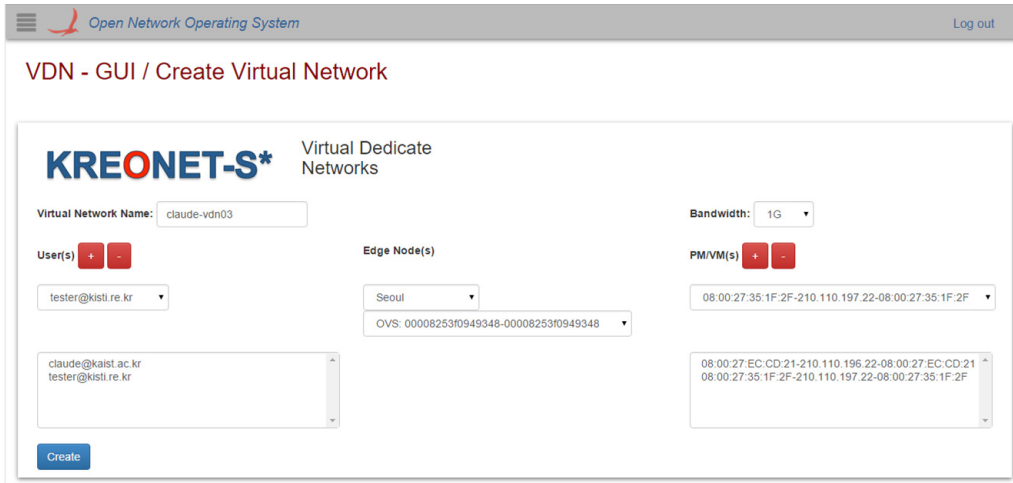 Open Network Operating System
Log out
VDN - GUI / Create Virtual Network
KREONET-S*
Virtual Dedicate
Networks
Virtual Network Name: claude-vdn03
Bandwidth: 1G
User(s) + -
Edge Node(s)
PM/VM(s) + -
tester@kisti.re.kr
Seoul
08:00:27:35:1F:2F-210.110.197.22-08:00:27:35:1F:2F
OVS: 00008253f0949348-00008253f0949348
claude@kaist.ac.kr
tester@kisti.re.kr
08:00:27:EC:CD:21-210.110.196.22-08:00:27:EC:CD:21
08:00:27:35:1F:2F-210.110.197.22-08:00:27:35:1F:2F
Create